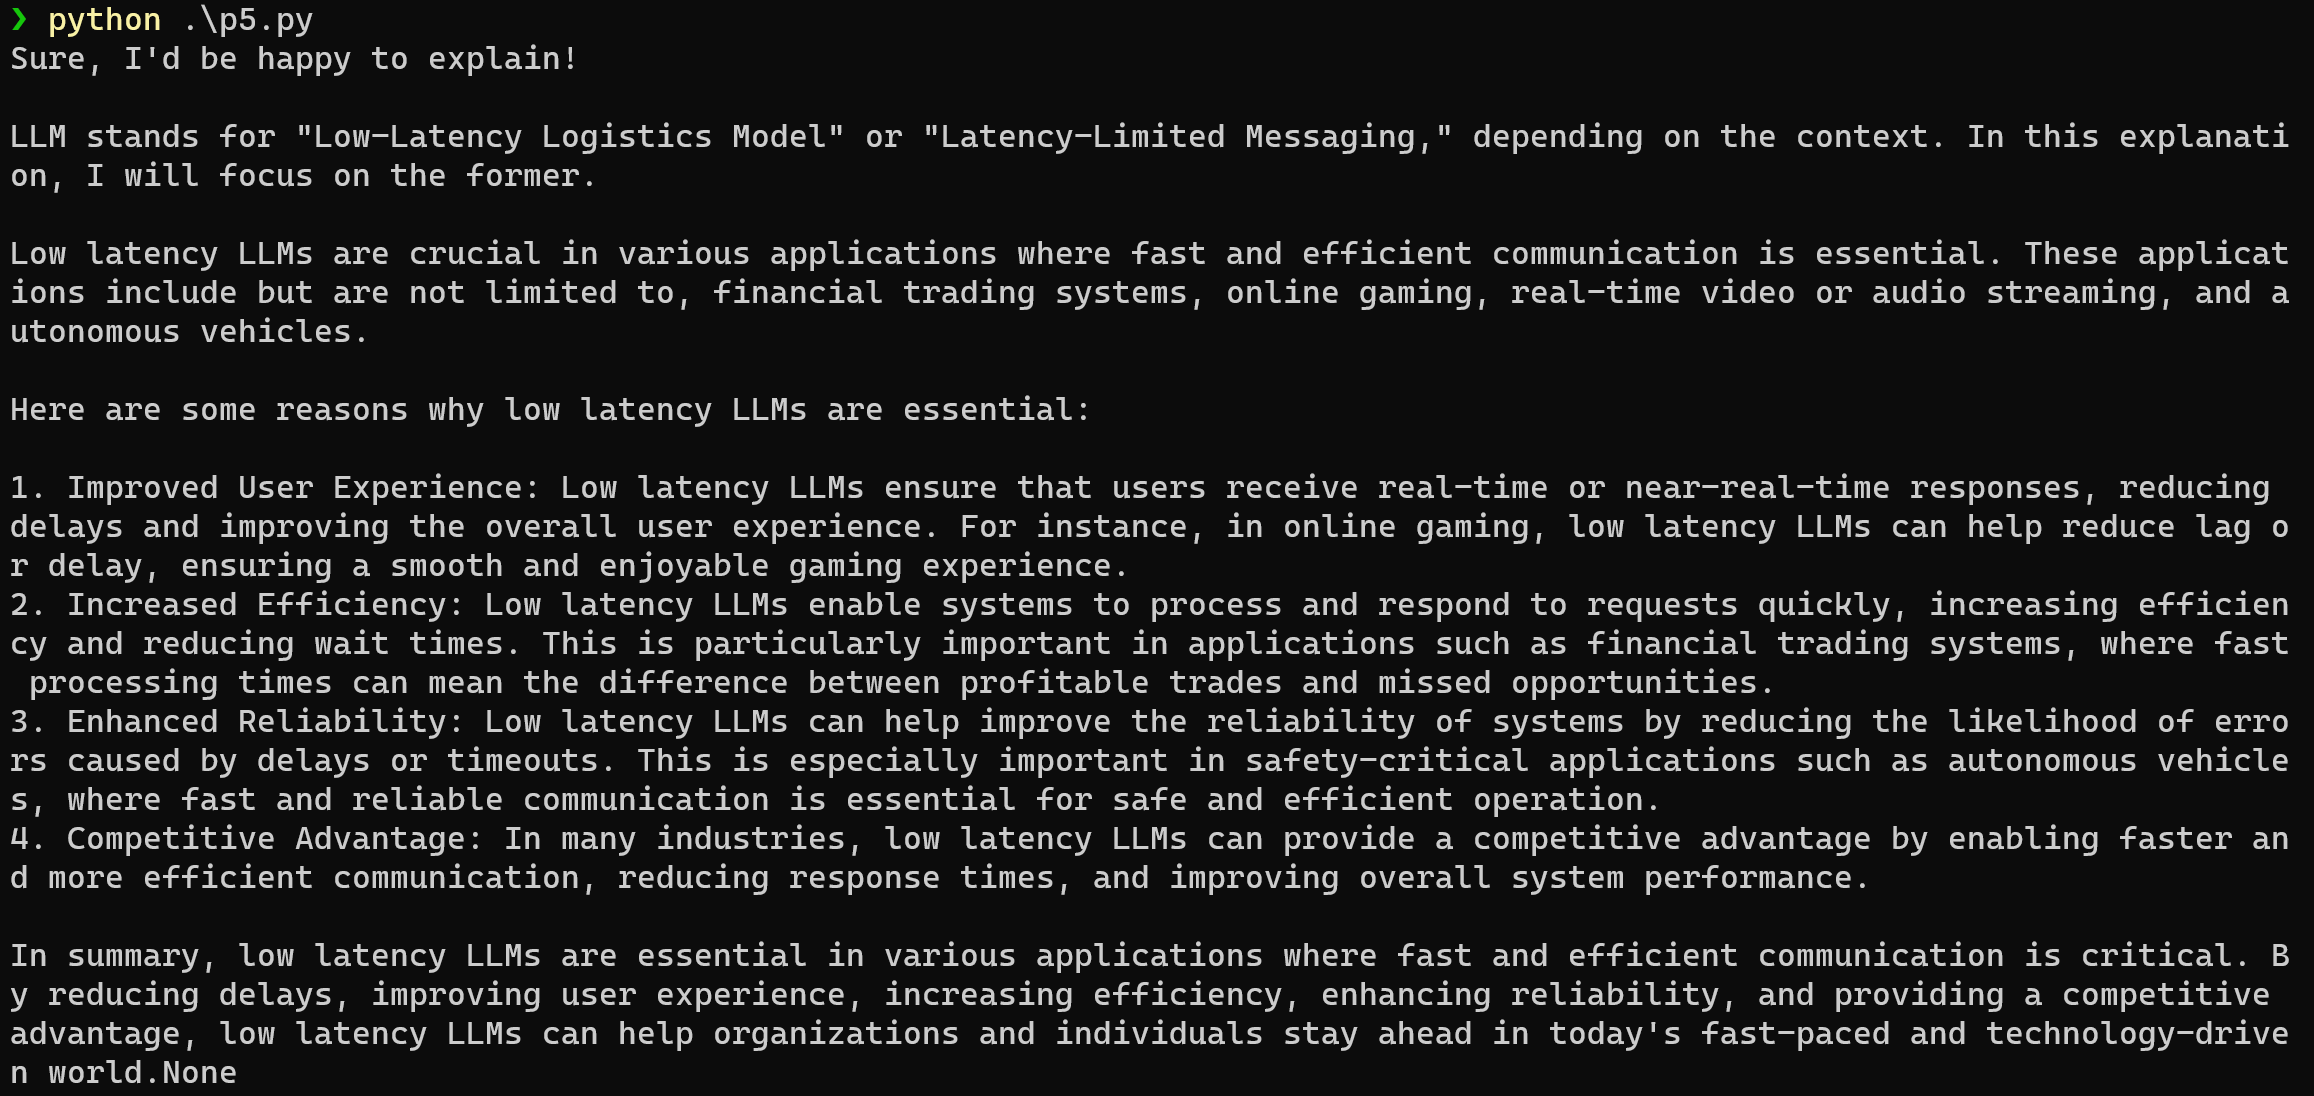 ❯ python .\p5.py
Sure, I'd be happy to explain!
LLM stands for "Low-Latency Logistics Model" or "Latency-Limited Messaging," depending on the context. In this explanati
on, I will focus on the former.
Low latency LLMs are crucial in various applications where fast and efficient communication is essential. These applicat
ions include but are not limited to, financial trading systems, online gaming, real-time video or audio streaming, and a
utonomous vehicles.
Here are some reasons why low latency LLMs are essential:
1. Improved User Experience: Low latency LLMs ensure that users receive real-time or near-real-time responses, reducing
delays and improving the overall user experience. For instance, in online gaming, low latency LLMs can help reduce lag o
r delay, ensuring a smooth and enjoyable gaming experience.
2. Increased Efficiency: Low latency LLMs enable systems to process and respond to requests quickly, increasing efficien
cy and reducing wait times. This is particularly important in applications such as financial trading systems, where fast
 processing times can mean the difference between profitable trades and missed opportunities.
3. Enhanced Reliability: Low latency LLMs can help improve the reliability of systems by reducing the likelihood of erro
rs caused by delays or timeouts. This is especially important in safety-critical applications such as autonomous vehicle
s, where fast and reliable communication is essential for safe and efficient operation.
4. Competitive Advantage: In many industries, low latency LLMs can provide a competitive advantage by enabling faster an
d more efficient communication, reducing response times, and improving overall system performance.
In summary, low latency LLMs are essential in various applications where fast and efficient communication is critical. B
y reducing delays, improving user experience, increasing efficiency, enhancing reliability, and providing a competitive
advantage, low latency LLMs can help organizations and individuals stay ahead in today's fast-paced and technology-drive
n world.None